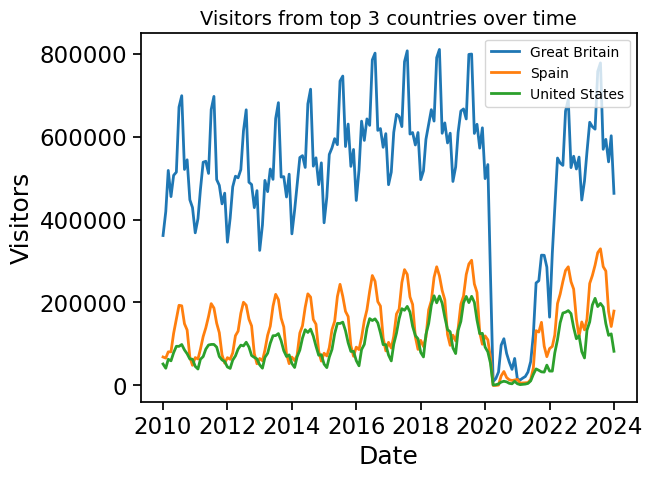 Visitors from top 3 countries over time
Great Britain
Spain
United States
800000
600000
400000
200000
0
Visitors
2010 2012 2014 2016 2018 2020 2022 2024
Date